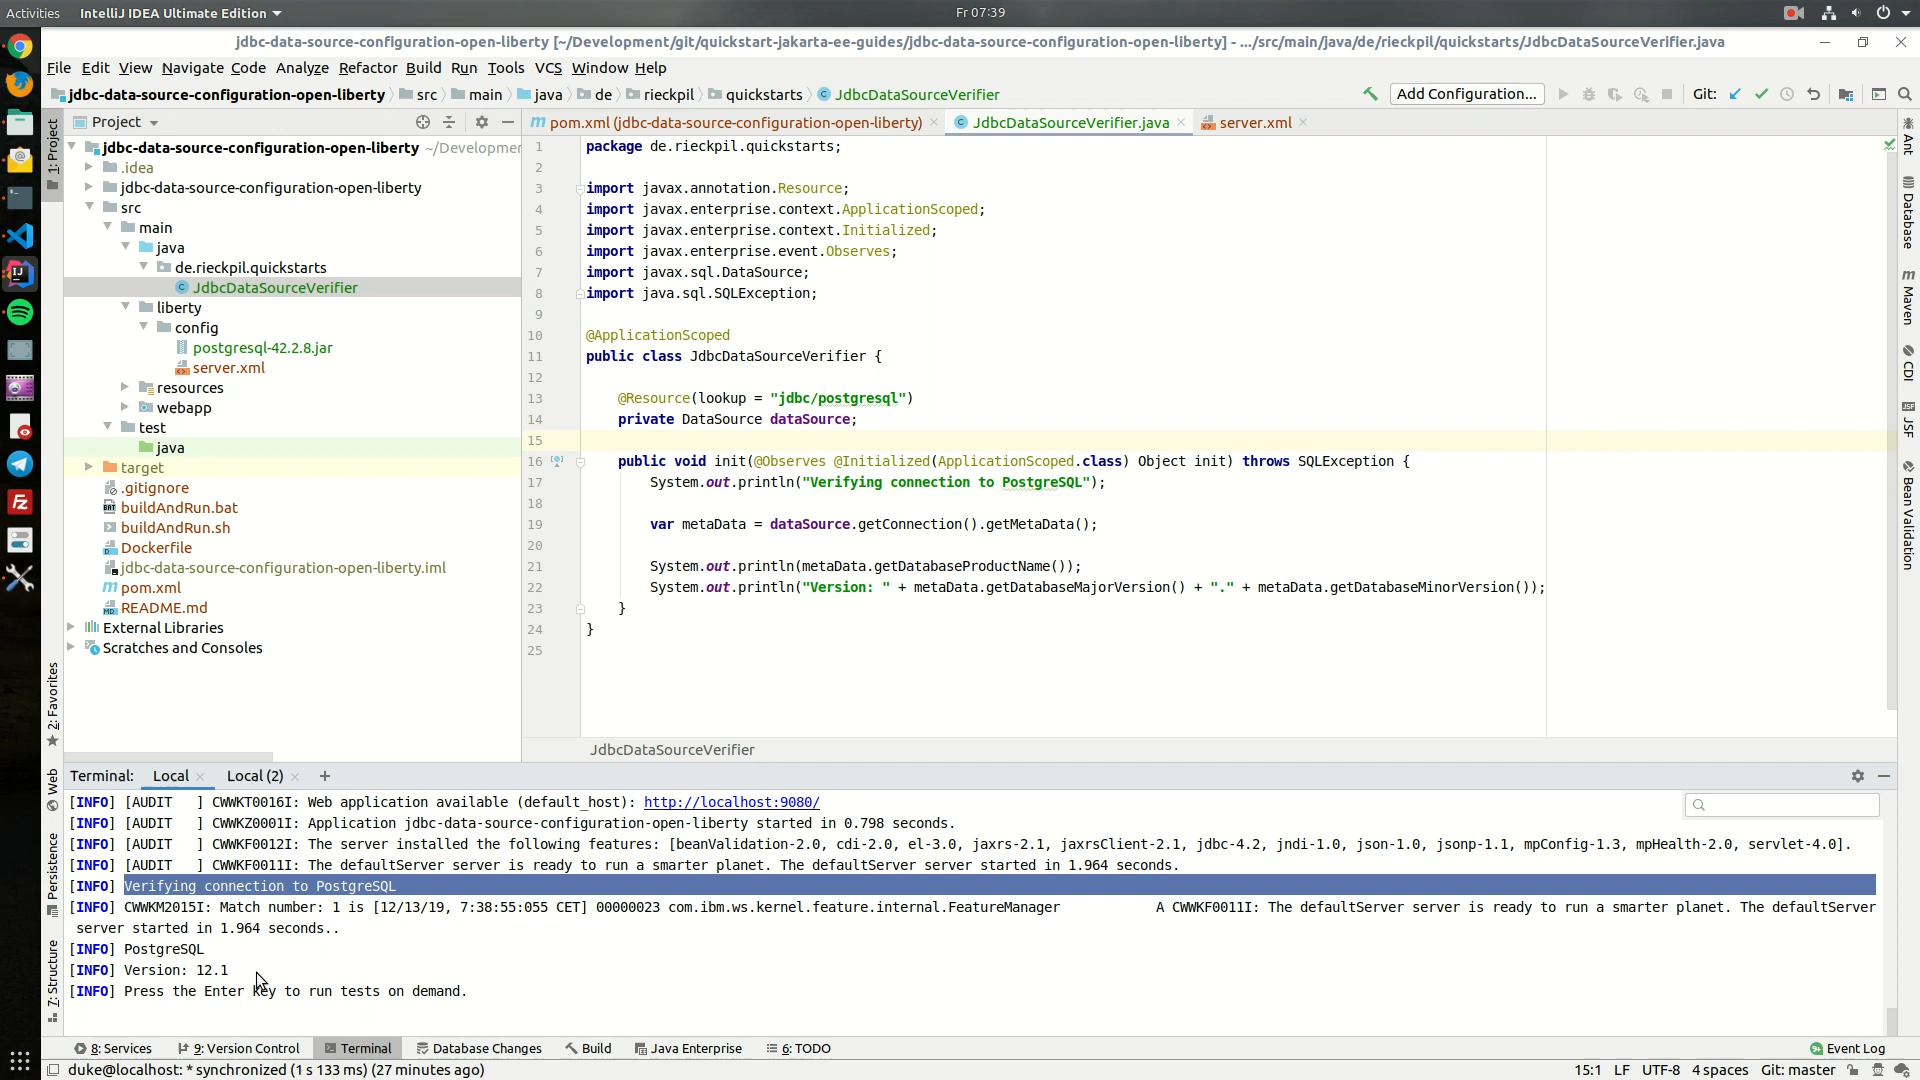 Activities IntelliJ IDEA Ultimate Edition Fr 07:39
jdbc-data-source-configuration-open-liberty [~/Development/git/quickstart-jakarta-ee-guides/jdbc-data-source-configuration-open-liberty] - .../src/main/java/de/rieckpil/quickstarts/JdbcDataSourceVerifier.java
File Edit View Navigate Code Analyze Refactor Build Run Tools VCS Window Help
jdbc-data-source-configuration-open-liberty src main java de rieckpil quickstarts JdbcDataSourceVerifier Add Configuration... Git:
Project
pom.xml (jdbc-data-source-configuration-open-liberty) JdbcDataSourceVerifier.java server.xml
1: Project
jdbc-data-source-configuration-open-liberty ~/Developmen
.idea
jdbc-data-source-configuration-open-liberty
src
main
java
de.rieckpil.quickstarts
JdbcDataSourceVerifier
liberty
config
postgresql-42.2.8.jar
server.xml
resources
webapp
test
java
target
.gitignore
buildAndRun.bat
buildAndRun.sh
Dockerfile
jdbc-data-source-configuration-open-liberty.iml
pom.xml
README.md
External Libraries
Scratches and Consoles
1 package de.rieckpil.quickstarts;
2
3 import javax.annotation.Resource;
4 import javax.enterprise.context.ApplicationScoped;
5 import javax.enterprise.context.Initialized;
6 import javax.enterprise.event.Observes;
7 import javax.sql.DataSource;
8 import java.sql.SQLException;
9
10 @ApplicationScoped
11 public class JdbcDataSourceVerifier {
12
13 @Resource(lookup = "jdbc/postgresql")
14 private DataSource dataSource;
15
16 public void init(@Observes @Initialized(ApplicationScoped.class) Object init) throws SQLException {
17 System.out.println("Verifying connection to PostgreSQL");
18
19 var metaData = dataSource.getConnection().getMetaData();
20
21 System.out.println(metaData.getDatabaseProductName());
22 System.out.println("Version: " + metaData.getDatabaseMajorVersion() + "." + metaData.getDatabaseMinorVersion());
23 }
24 }
25
JdbcDataSourceVerifier
Ant
Database
m Maven
CDI
JSF JSF
Bean Validation
2: Favorites
Web
Persistence
7: Structure
Terminal: Local Local (2) +
[INFO] [AUDIT ] CWWKT0016I: Web application available (default_host): http://localhost:9080/
[INFO] [AUDIT ] CWWKZ0001I: Application jdbc-data-source-configuration-open-liberty started in 0.798 seconds.
[INFO] [AUDIT ] CWWKF0012I: The server installed the following features: [beanValidation-2.0, cdi-2.0, el-3.0, jaxrs-2.1, jaxrsClient-2.1, jdbc-4.2, jndi-1.0, json-1.0, jsonp-1.1, mpConfig-1.3, mpHealth-2.0, servlet-4.0].
[INFO] [AUDIT ] CWWKF0011I: The defaultServer server is ready to run a smarter planet. The defaultServer server started in 1.964 seconds.
[INFO] Verifying connection to PostgreSQL
[INFO] CWWKM2015I: Match number: 1 is [12/13/19, 7:38:55:055 CET] 00000023 com.ibm.ws.kernel.feature.internal.FeatureManager A CWWKF0011I: The defaultServer server is ready to run a smarter planet. The defaultServer
server started in 1.964 seconds..
[INFO] PostgreSQL
[INFO] Version: 12.1
[INFO] Press the Enter key to run tests on demand.
8: Services 9: Version Control Terminal Database Changes Build Java Enterprise 6: TODO Event Log
duke@localhost: * synchronized (1 s 133 ms) (27 minutes ago) 15:1 LF UTF-8 4 spaces Git: master